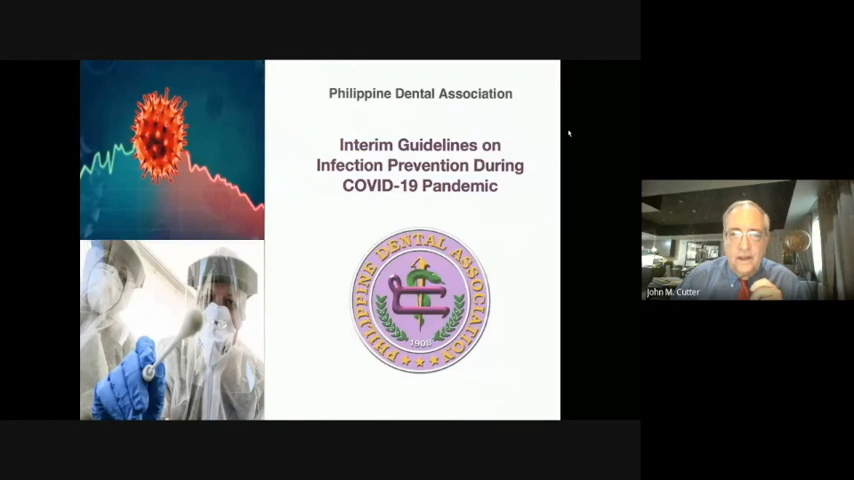 Philippine Dental Association
Interim Guidelines on
Infection Prevention During
COVID-19 Pandemic
PHILIPPINE DENTAL ASSOCIATION
1908
John M. Cutter